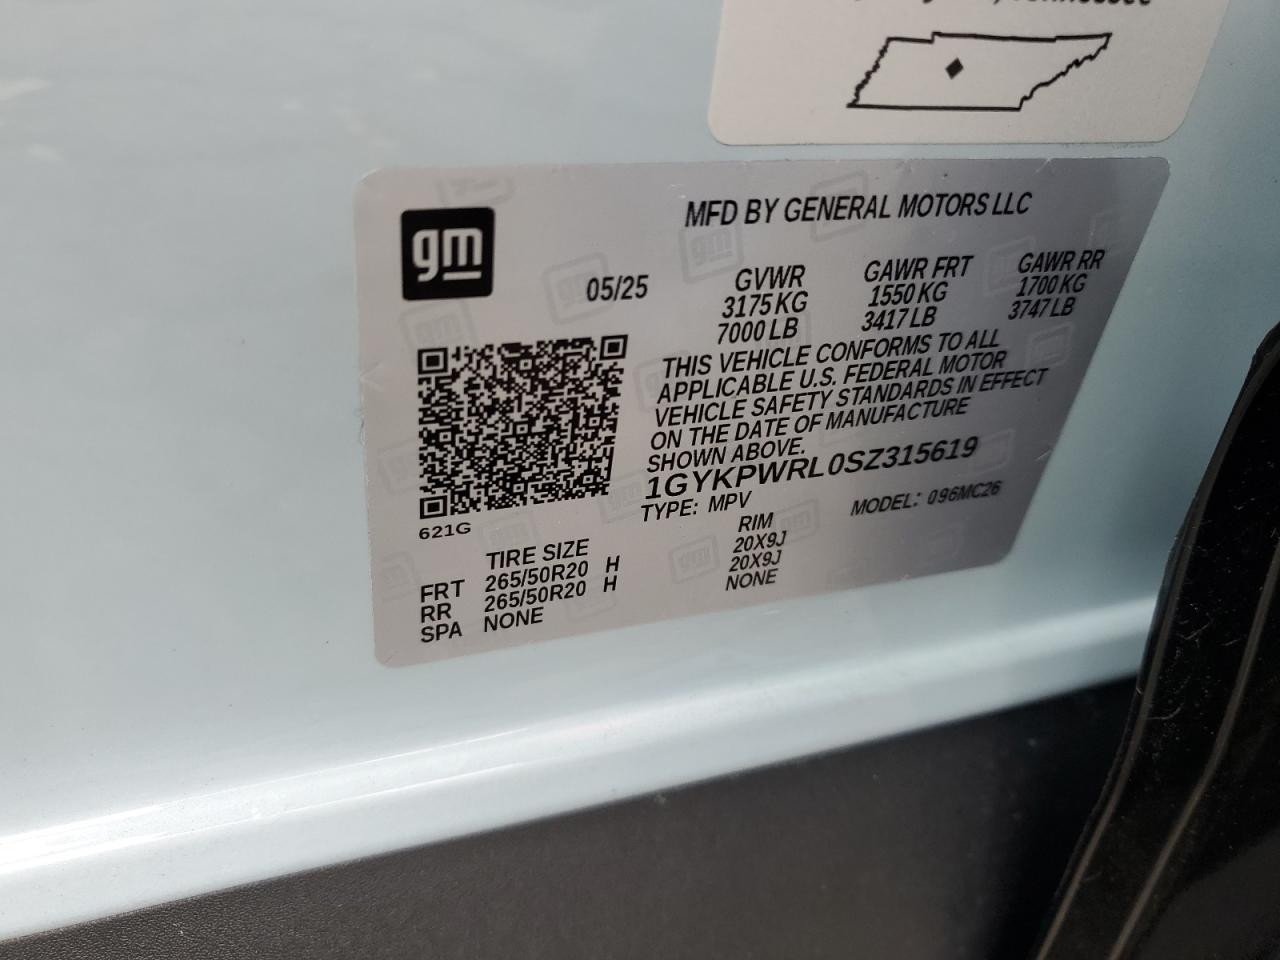 gm
MFD BY GENERAL MOTORS LLC
05/25
GVWR GAWR FRT GAWR RR
3175 KG 1550 KG 1700 KG
7000 LB 3417 LB 3747 LB
THIS VEHICLE CONFORMS TO ALL
APPLICABLE U.S. FEDERAL MOTOR
VEHICLE SAFETY STANDARDS IN EFFECT
ON THE DATE OF MANUFACTURE
SHOWN ABOVE.
1GYKPWRL0SZ315619
TYPE: MPV MODEL: 096MC26
621G
TIRE SIZE RIM
FRT 265/50R20 H 20X9J
RR 265/50R20 H 20X9J
SPA NONE NONE